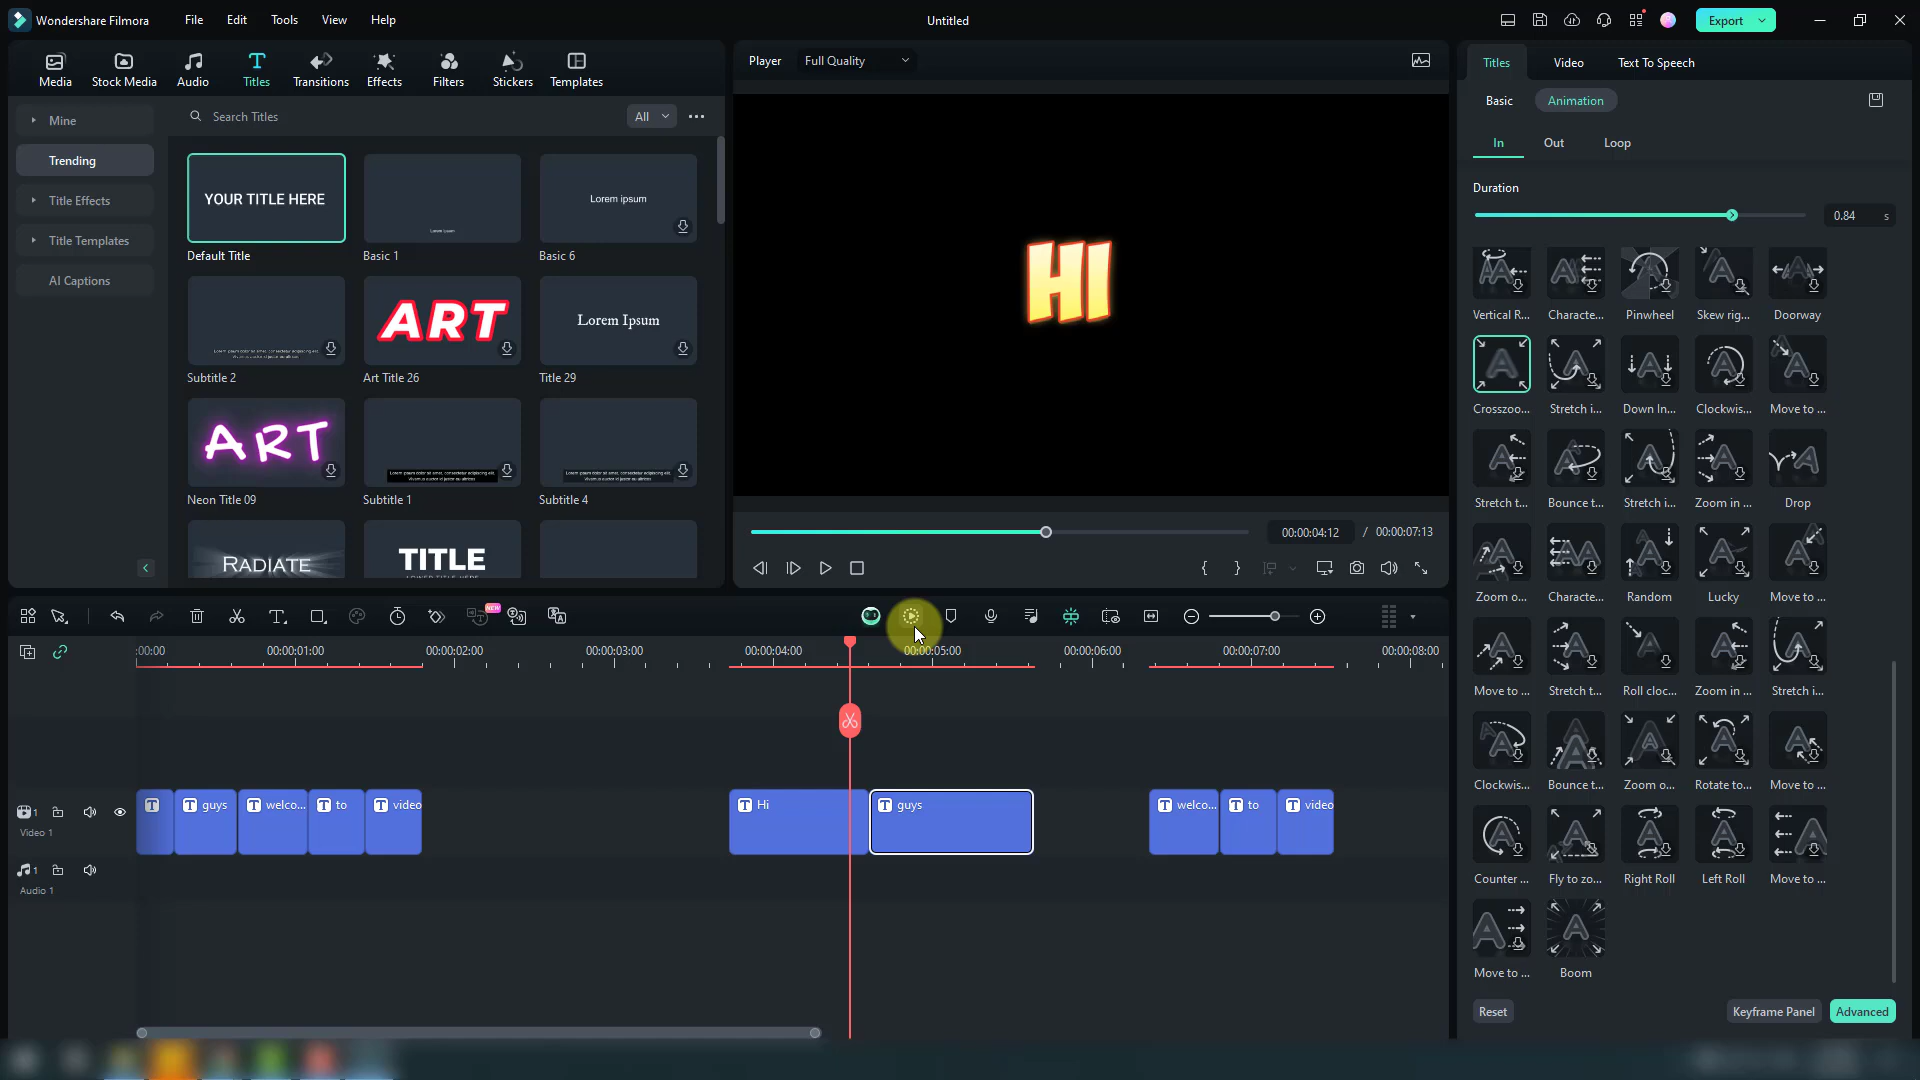 Wondershare Filmora
File
Edit
Tools
View
Help
Untitled
Export
Media
Stock Media
Audio
Titles
Transitions
Effects
Filters
Stickers
Templates
Mine
Trending
Title Effects
Title Templates
AI Captions
Search Titles
All
YOUR TITLE HERE
Default Title
Lorem Ipsum
Basic 1
Lorem ipsum
Basic 6
Subtitle 2
ART
Art Title 26
Lorem Ipsum
Title 29
ART
Neon Title 09
Subtitle 1
Subtitle 4
RADIATE
TITLE
Player
Full Quality
HI
00:00:04:12
/
00:00:07:13
Titles
Video
Text To Speech
Basic
Animation
In
Out
Loop
Duration
0.84
s
Vertical R...
Characte...
Pinwheel
Skew rig...
Doorway
Crosszoo...
Stretch i...
Down In...
Clockwis...
Move to ...
Stretch t...
Bounce t...
Stretch i...
Zoom in ...
Drop
Zoom o...
Characte...
Random
Lucky
Move to ...
Move to ...
Stretch t...
Roll cloc...
Zoom in ...
Stretch i...
Clockwis...
Bounce t...
Zoom o...
Rotate to...
Move to...
Counter ...
Fly to zo...
Right Roll
Left Roll
Move to ...
Move to ...
Boom
Reset
Keyframe Panel
Advanced
NEW
:00:00
00:00:01:00
00:00:02:00
00:00:03:00
00:00:04:00
00:00:05:00
00:00:06:00
00:00:07:00
00:00:08:00
1
Video 1
guys
welco...
to
video
Hi
guys
welco...
to
video
1
Audio 1